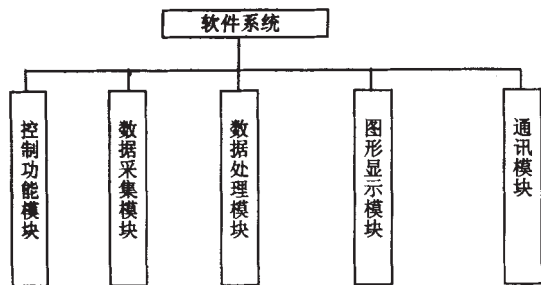 软件系统
控制功能模块
数据采集模块
数据处理模块
图形显示模块
通讯模块